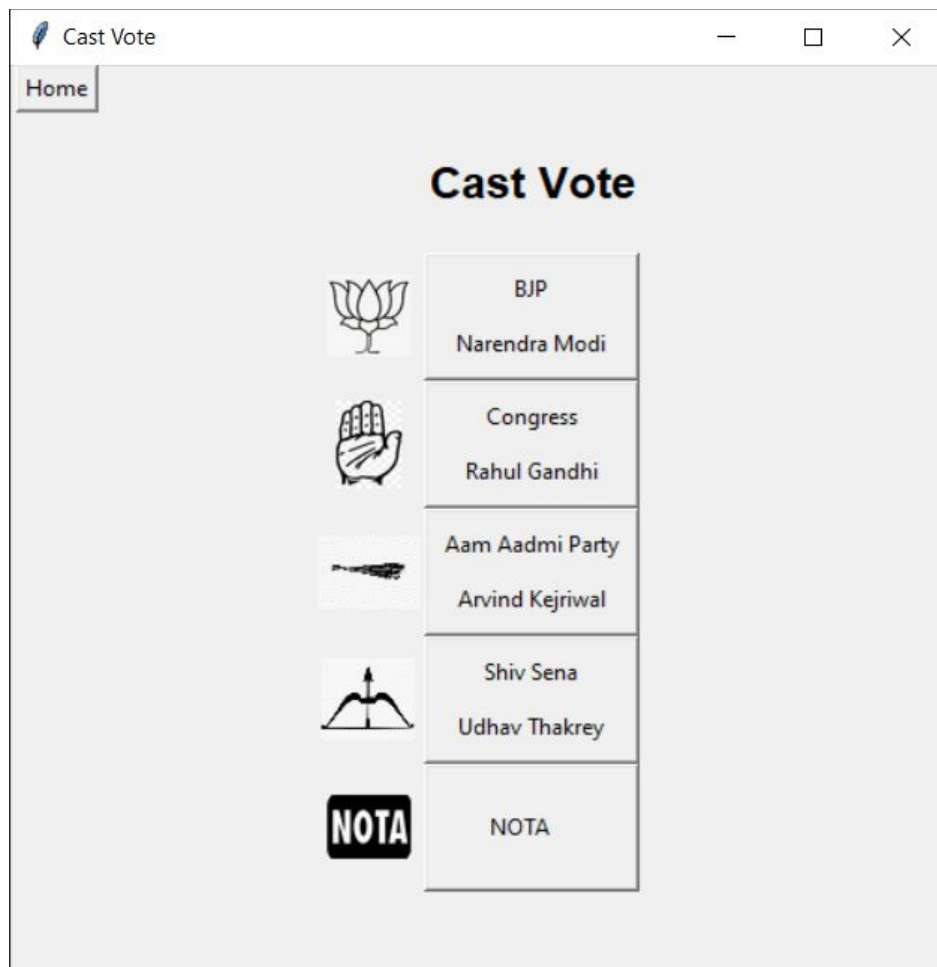 Cast Vote
Home
Cast Vote
BJP
Narendra Modi
Congress
Rahul Gandhi
Aam Aadmi Party
Arvind Kejriwal
Shiv Sena
Udhav Thakrey
NOTA NOTA